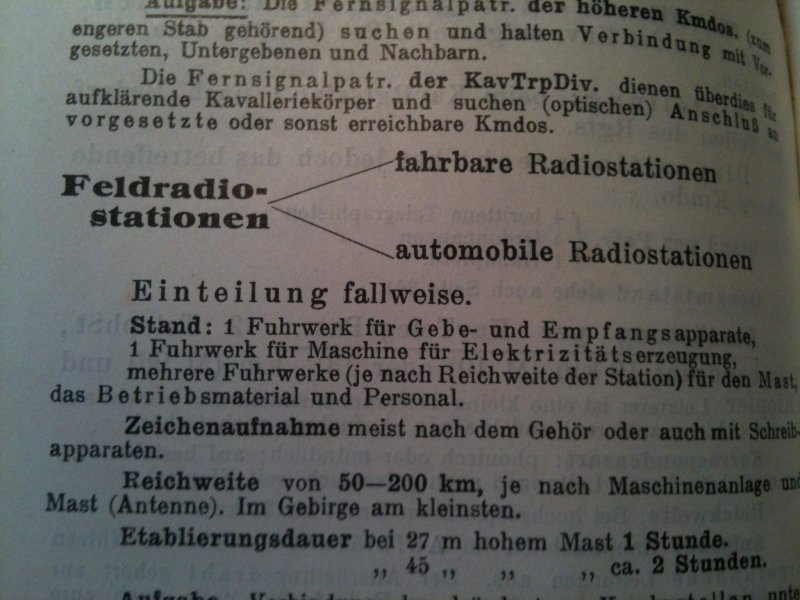 Aufgabe: Die Fernsignalpatr. der höheren Kmdos. (zum
engeren Stab gehörend) suchen und halten Verbindung mit Vor-
gesetzten, Untergebenen und Nachbarn.
Die Fernsignalpatr. der KavTrpDiv. dienen überdies für
aufklärende Kavalleriekörper und suchen (optischen) Anschluß an
vorgesetzte oder sonst erreichbare Kmdos.
Feldradio-
stationen
fahrbare Radiostationen
automobile Radiostationen
Einteilung fallweise.
Stand: 1 Fuhrwerk für Gebe- und Empfangsapparate,
1 Fuhrwerk für Maschine für Elektrizitätserzeugung,
mehrere Fuhrwerke (je nach Reichweite der Station) für den Mast,
das Betriebsmaterial und Personal.
Zeichenaufnahme meist nach dem Gehör oder auch mit Schreib-
apparaten.
Reichweite von 50—200 km, je nach Maschinenanlage und
Mast (Antenne). Im Gebirge am kleinsten.
Etablierungsdauer bei 27 m hohem Mast 1 Stunde.
„ 45 „ „ „ ca. 2 Stunden.
Aufgabe: Verbindung